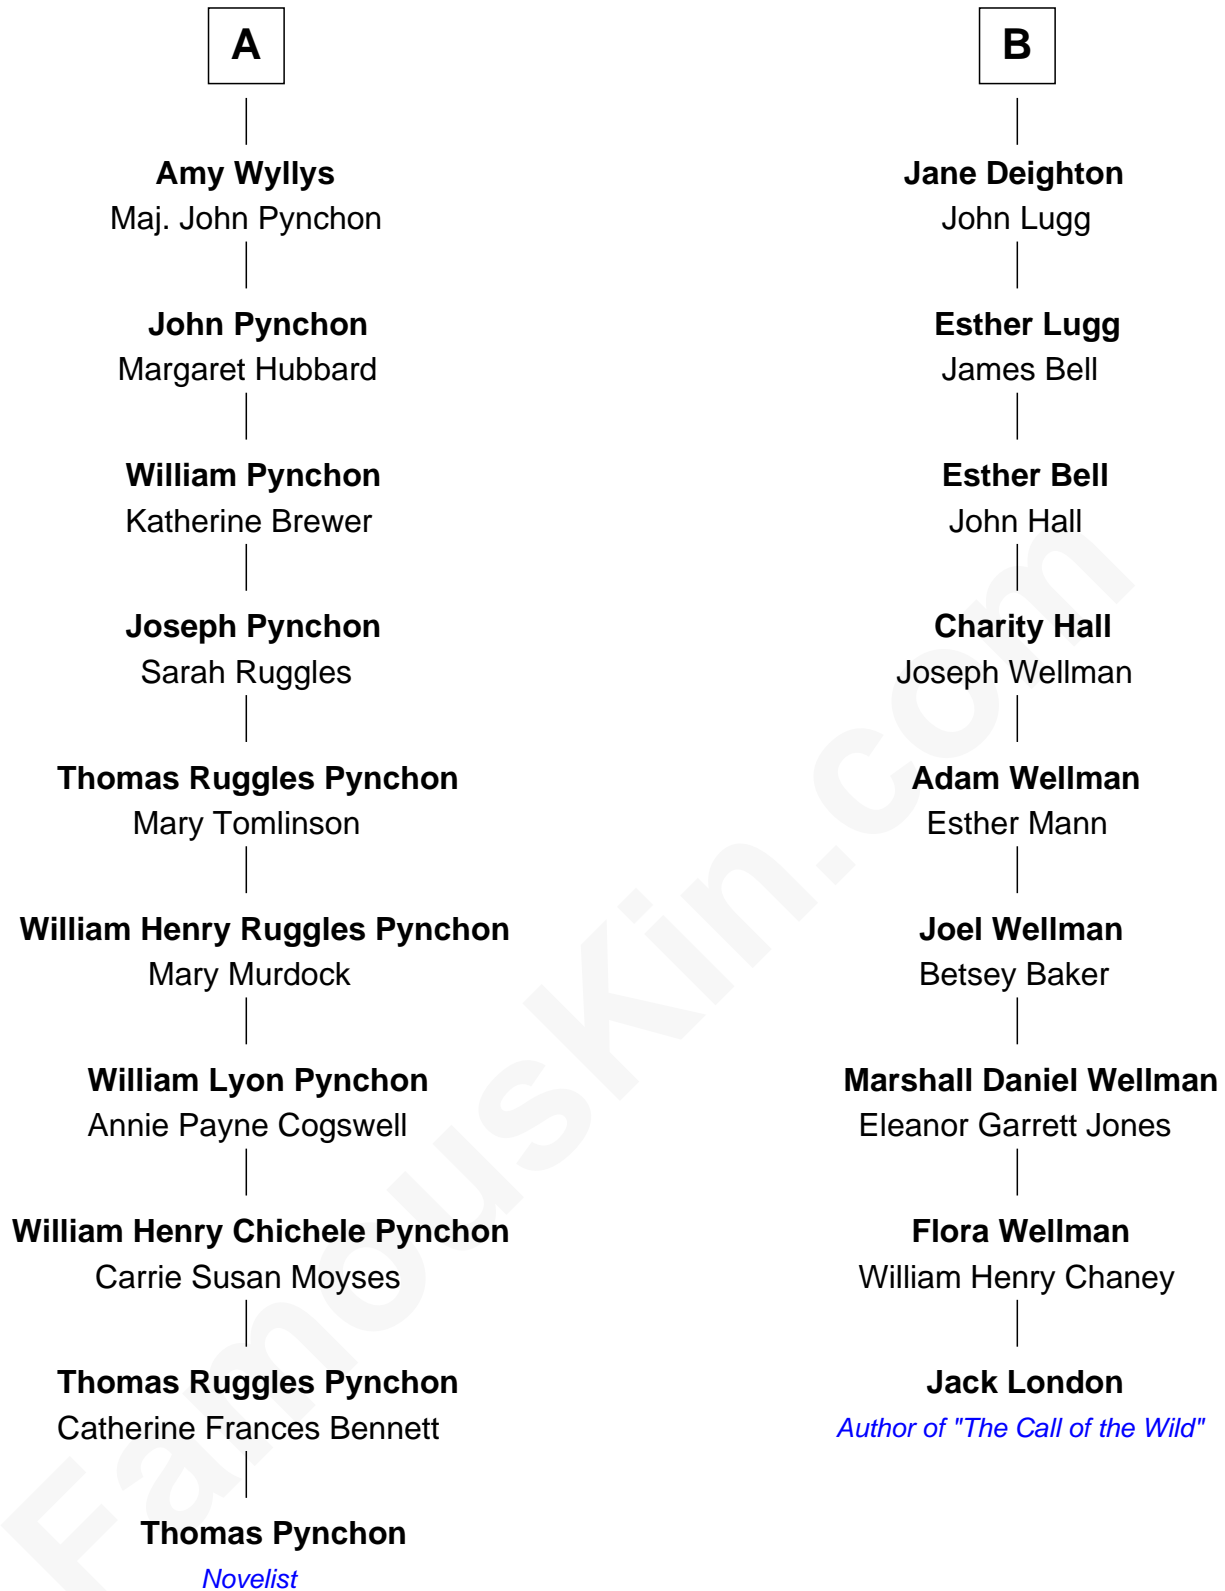 A
Amy Wyllys
Maj. John Pynchon
John Pynchon
Margaret Hubbard
William Pynchon
Katherine Brewer
Joseph Pynchon
Sarah Ruggles
Thomas Ruggles Pynchon
Mary Tomlinson
William Henry Ruggles Pynchon
Mary Murdock
William Lyon Pynchon
Annie Payne Cogswell
William Henry Chichele Pynchon
Carrie Susan Moyses
Thomas Ruggles Pynchon
Catherine Frances Bennett
Thomas Pynchon
Novelist
B
Jane Deighton
John Lugg
Esther Lugg
James Bell
Esther Bell
John Hall
Charity Hall
Joseph Wellman
Adam Wellman
Esther Mann
Joel Wellman
Betsey Baker
Marshall Daniel Wellman
Eleanor Garrett Jones
Flora Wellman
William Henry Chaney
Jack London
Author of "The Call of the Wild"
FamousKin.com